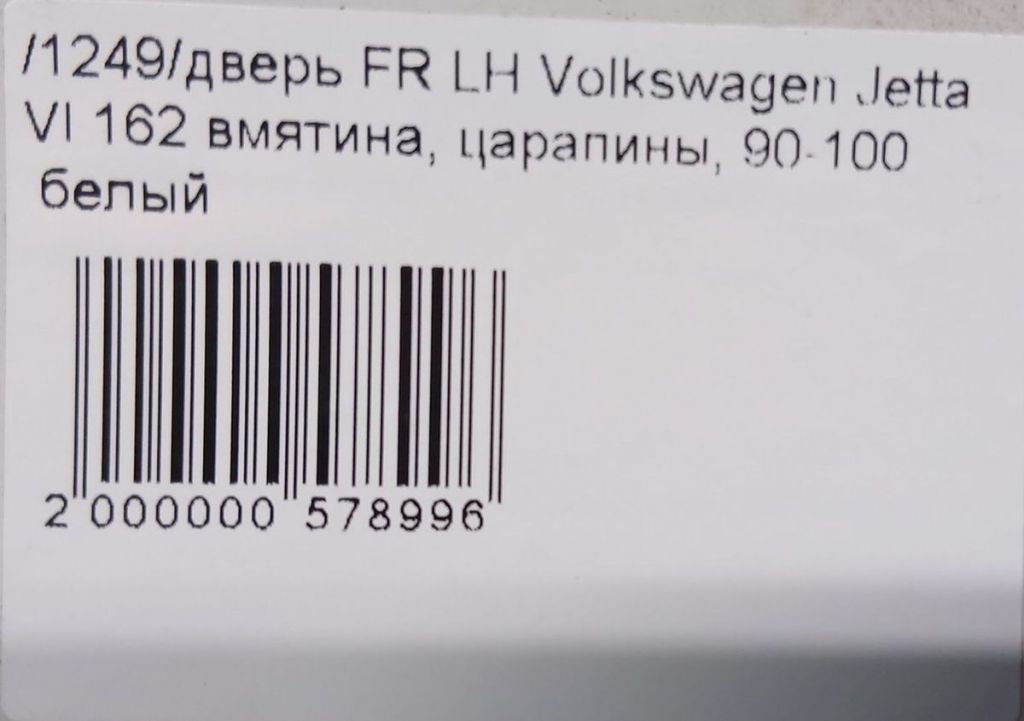 /1249/дверь FR LH Volkswagen Jetta
VI 162 вмятина, царапины, 90-100
белый
2 000000 578996